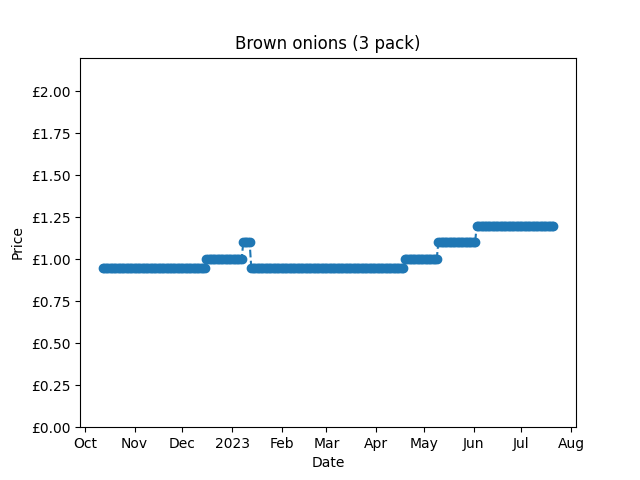 Brown onions (3 pack)
£2.00
£1.75
£1.50
£1.25
£1.00
£0.75
£0.50
£0.25
£0.00
Price
Oct Nov Dec 2023 Feb Mar Apr May Jun Jul Aug
Date